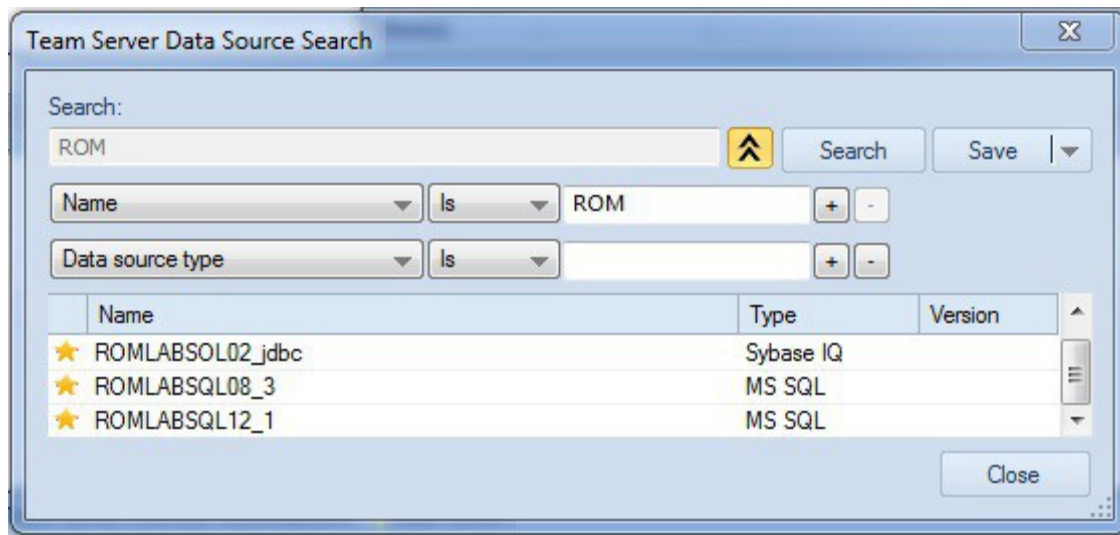 Team Server Data Source Search
Search:
ROM
Search
Save
Name
Is
ROM
+
-
Data source type
Is
+
-
Name Type Version
ROMLABSOL02_jdbc Sybase IQ
ROMLABSQL08_3 MS SQL
ROMLABSQL12_1 MS SQL
Close